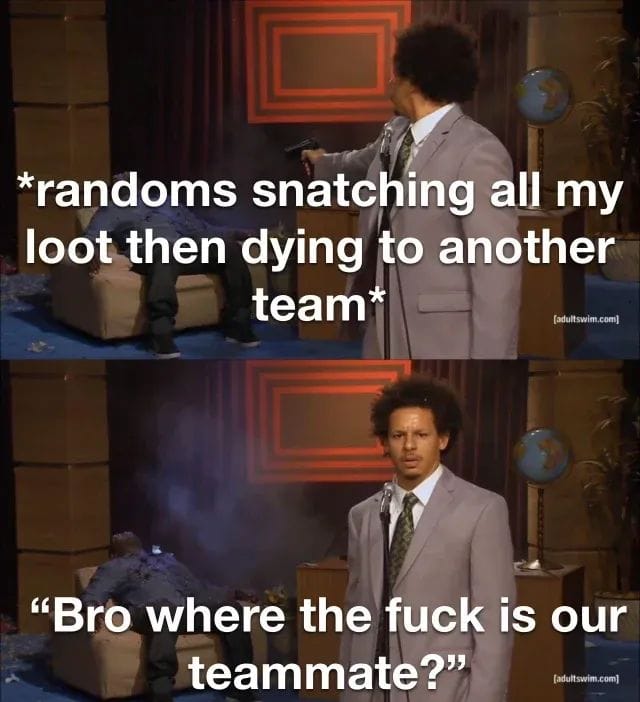 *randoms snatching all my
loot then dying to another
team*
[adultswim.com]
“Bro where the fuck is our
teammate?”
[adultswim.com]